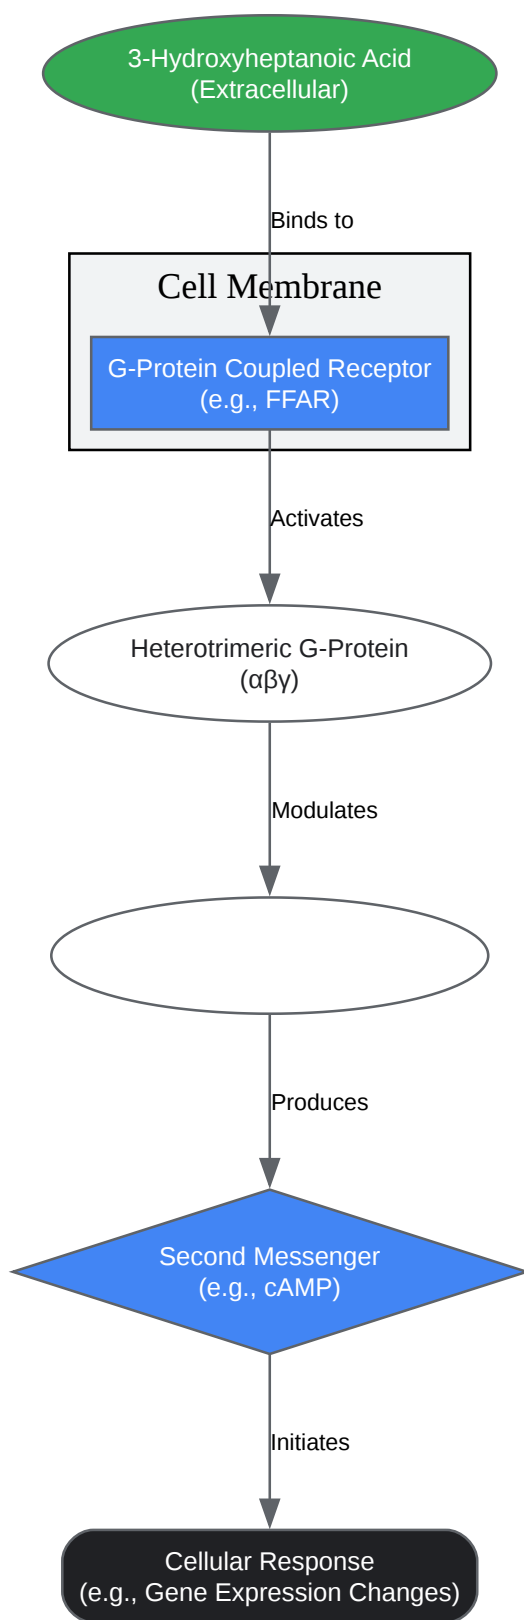 3-Hydroxyheptanoic Acid
(Extracellular)
Binds to
Cell Membrane
G-Protein Coupled Receptor
(e.g., FFAR)
Activates
Heterotrimeric G-Protein
(αβγ)
Modulates
Produces
Second Messenger
(e.g., cAMP)
Initiates
Cellular Response
(e.g., Gene Expression Changes)